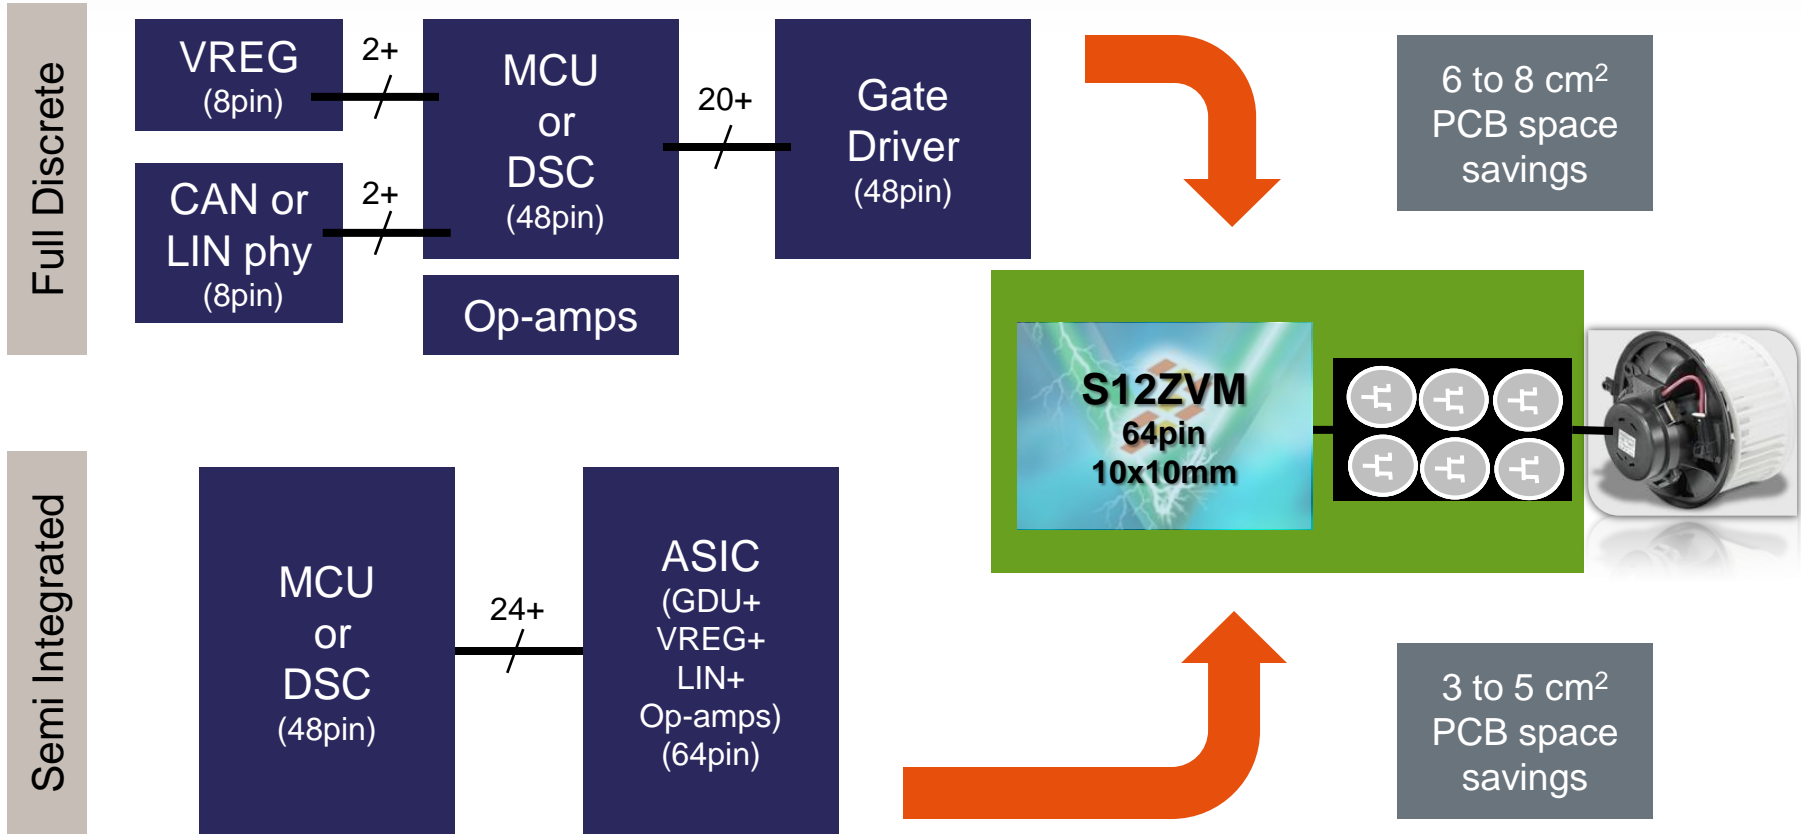 Full Discrete
VREG
(8pin)
2+
CAN or
LIN phy
(8pin)
2+
MCU
or
DSC
(48pin)
Op-amps
20+
Gate
Driver
(48pin)
6 to 8 cm²
PCB space
savings
S12ZVM
64pin
10x10mm
Semi Integrated
MCU
or
DSC
(48pin)
24+
ASIC
(GDU+
VREG+
LIN+
Op-amps)
(64pin)
3 to 5 cm²
PCB space
savings